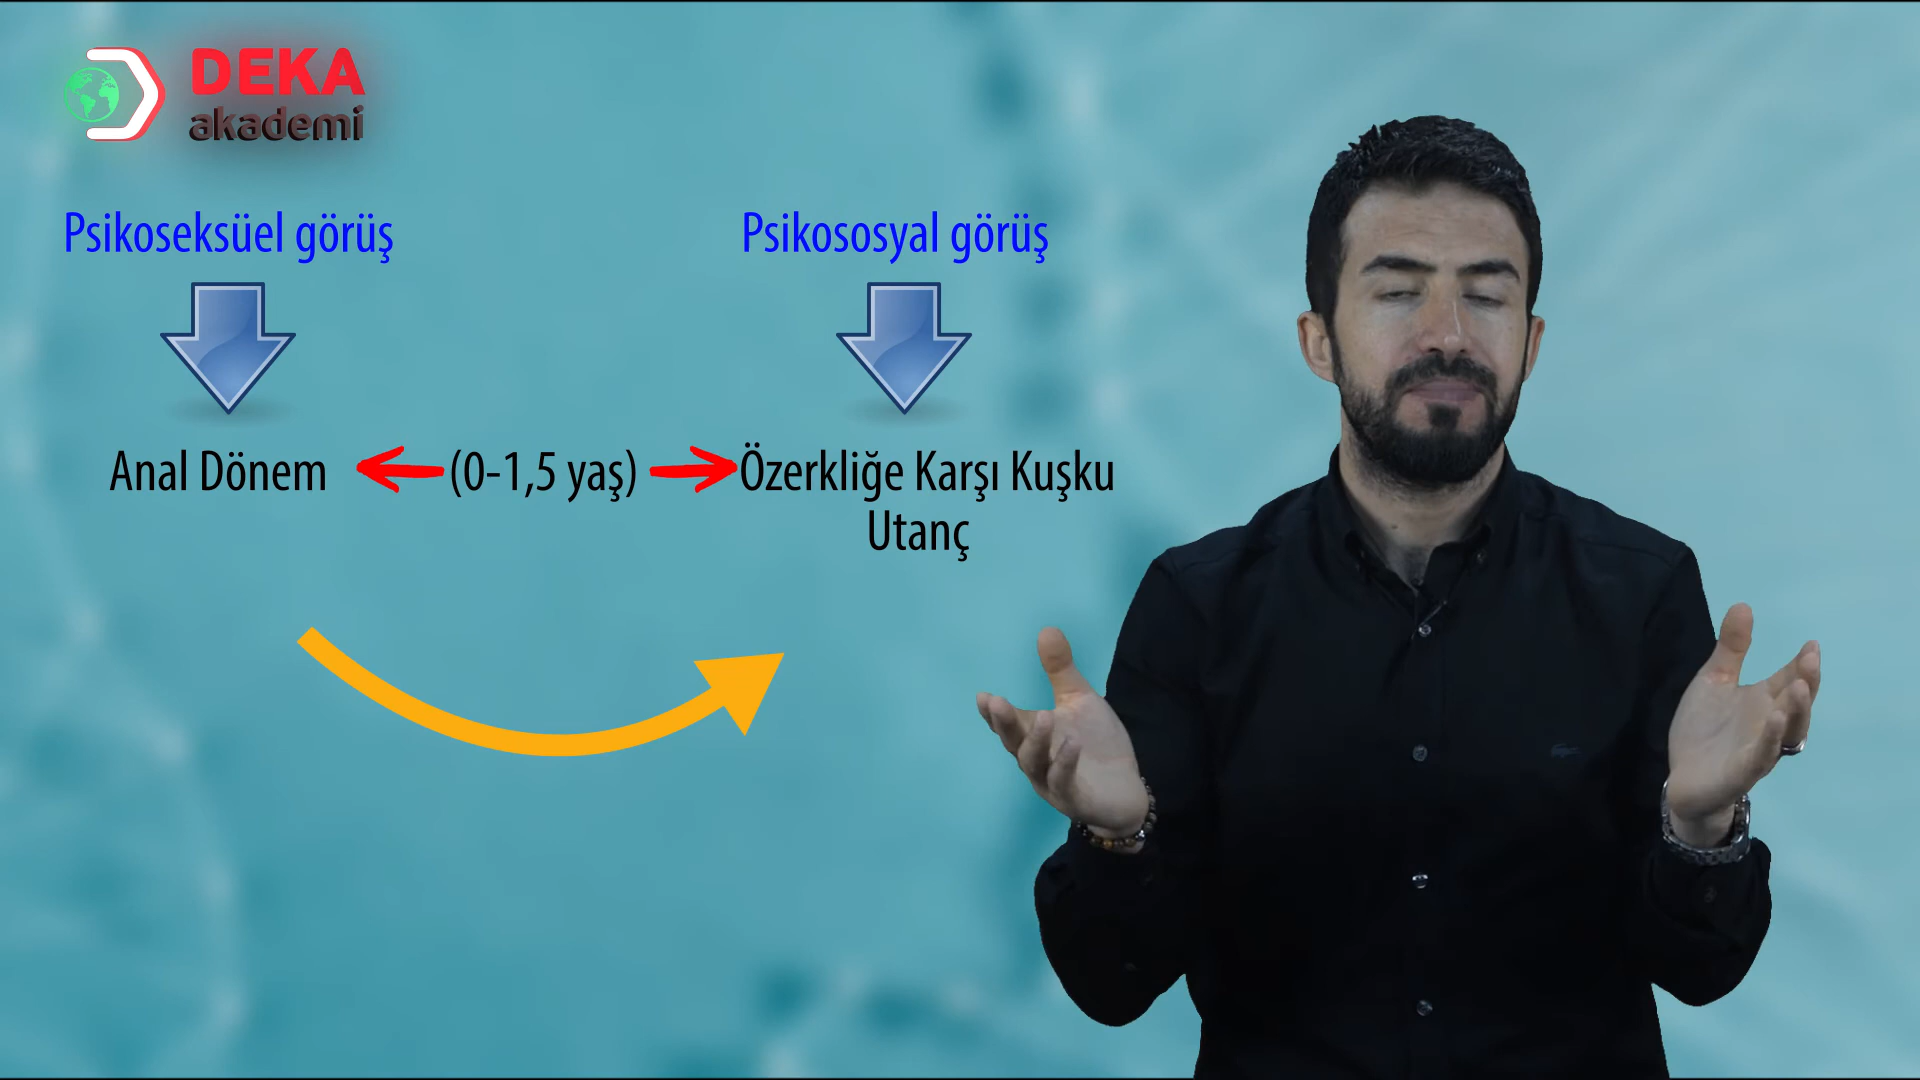 DEKA
akademi
Psikoseksüel görüş
Psikososyal görüş
Anal Dönem
(0-1,5 yaş)
Özerkliğe Karşı Kuşku
Utanç